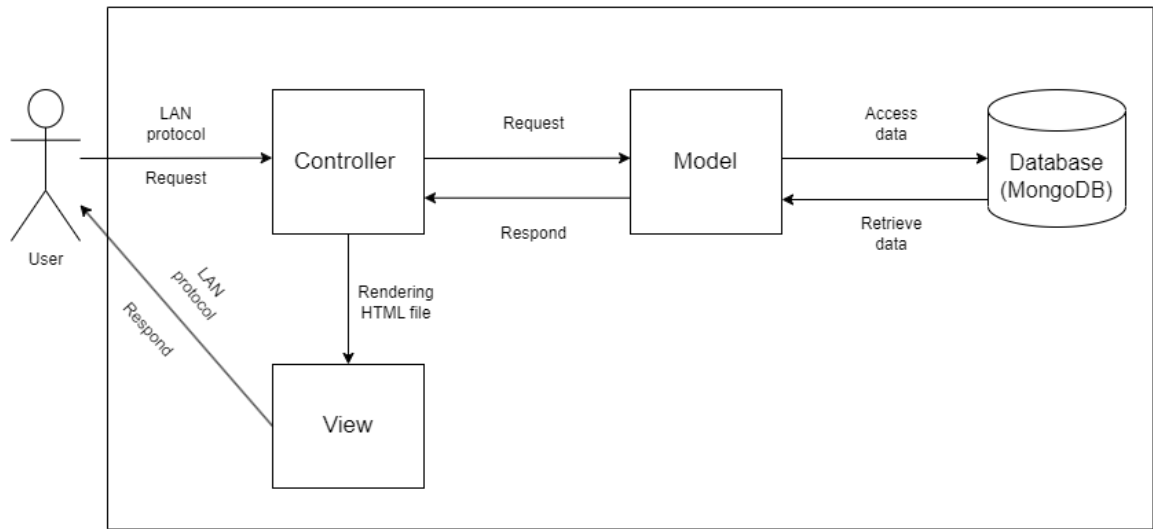 LAN
protocol
Request
Controller
Request
Respond
Model
Access
data
Retrieve
data
Database
(MongoDB)
User
LAN
protocol
Respond
Rendering
HTML file
View